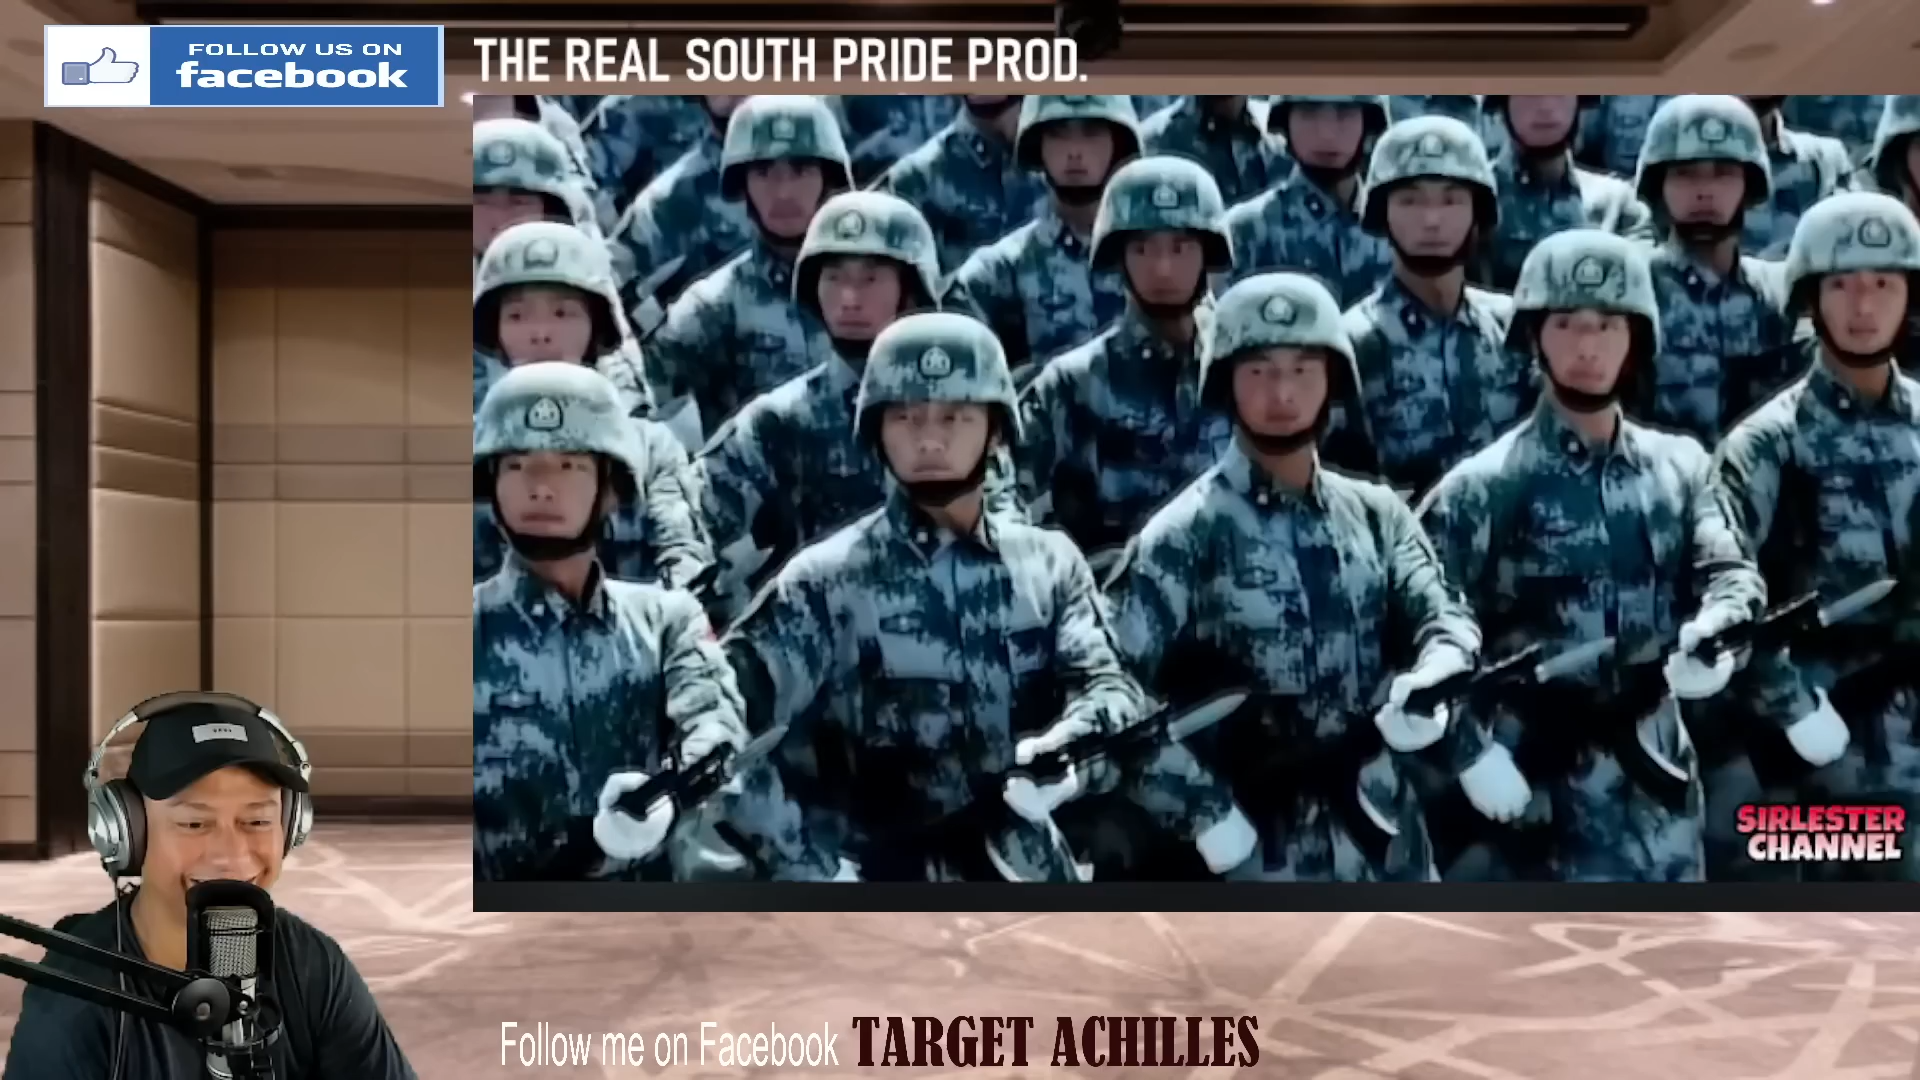 FOLLOW US ON
facebook
THE REAL SOUTH PRIDE PROD.
SIRLESTER
CHANNEL
Follow me on Facebook TARGET ACHILLES